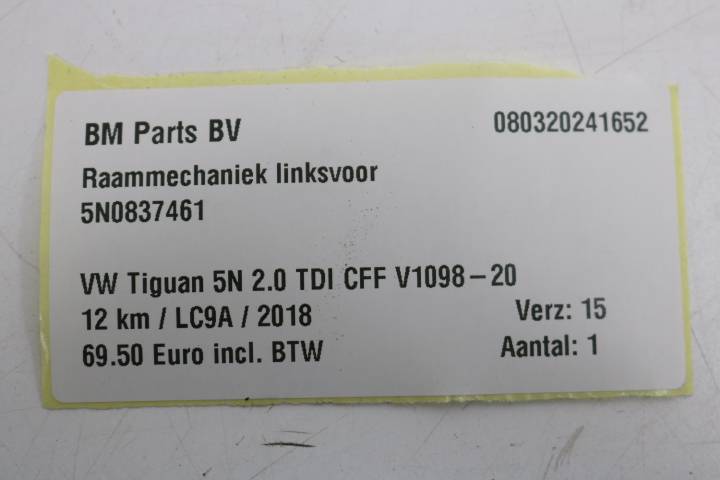 BM Parts BV 080320241652
Raammechaniek linksvoor
5N0837461
VW Tiguan 5N 2.0 TDI CFF V1098-20
12 km / LC9A / 2018 Verz: 15
69.50 Euro incl. BTW Aantal: 1